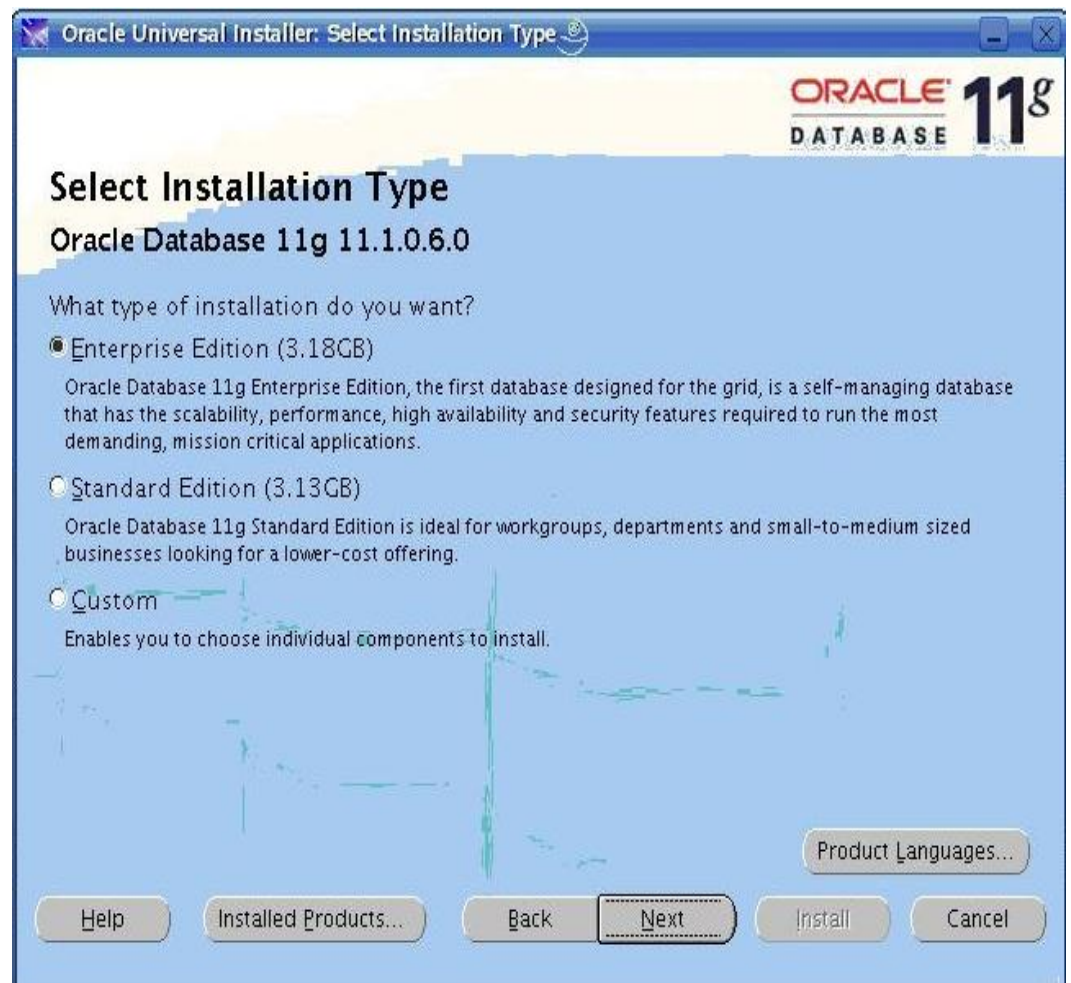 Oracle Universal Installer: Select Installation Type
ORACLE 11g
DATABASE
Select Installation Type
Oracle Database 11g 11.1.0.6.0
What type of installation do you want?
Enterprise Edition (3.18GB)
Oracle Database 11g Enterprise Edition, the first database designed for the grid, is a self-managing database
that has the scalability, performance, high availability and security features required to run the most
demanding, mission critical applications.
Standard Edition (3.13GB)
Oracle Database 11g Standard Edition is ideal for workgroups, departments and small-to-medium sized
businesses looking for a lower-cost offering.
Custom
Enables you to choose individual components to install.
Product Languages...
Help Installed Products... Back Next Install Cancel